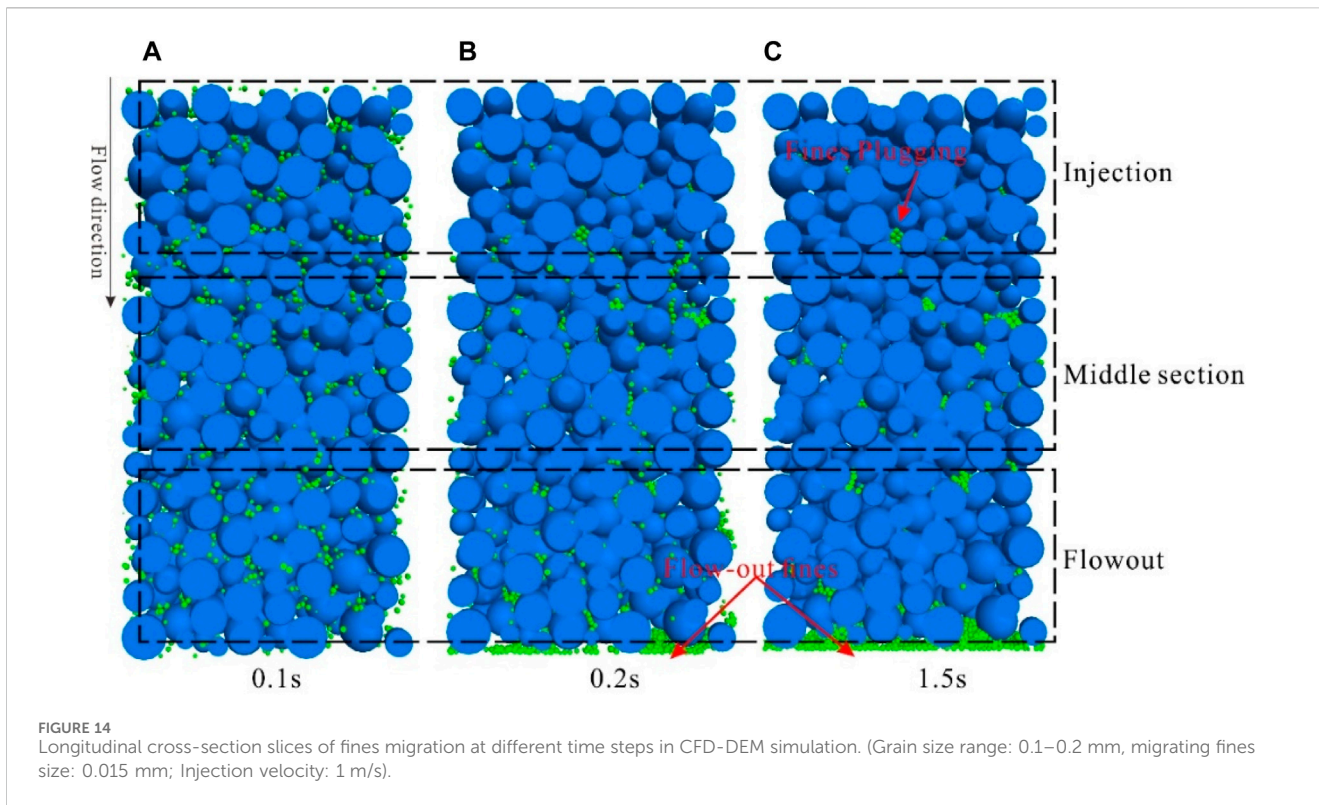 A
B
C
Flow direction
Fines Plugging
Injection
Middle section
Flow-out fines
Flowout
0.1s
0.2s
1.5s
FIGURE 14
Longitudinal cross-section slices of fines migration at different time steps in CFD-DEM simulation. (Grain size range: 0.1–0.2 mm, migrating fines
size: 0.015 mm; Injection velocity: 1 m/s).